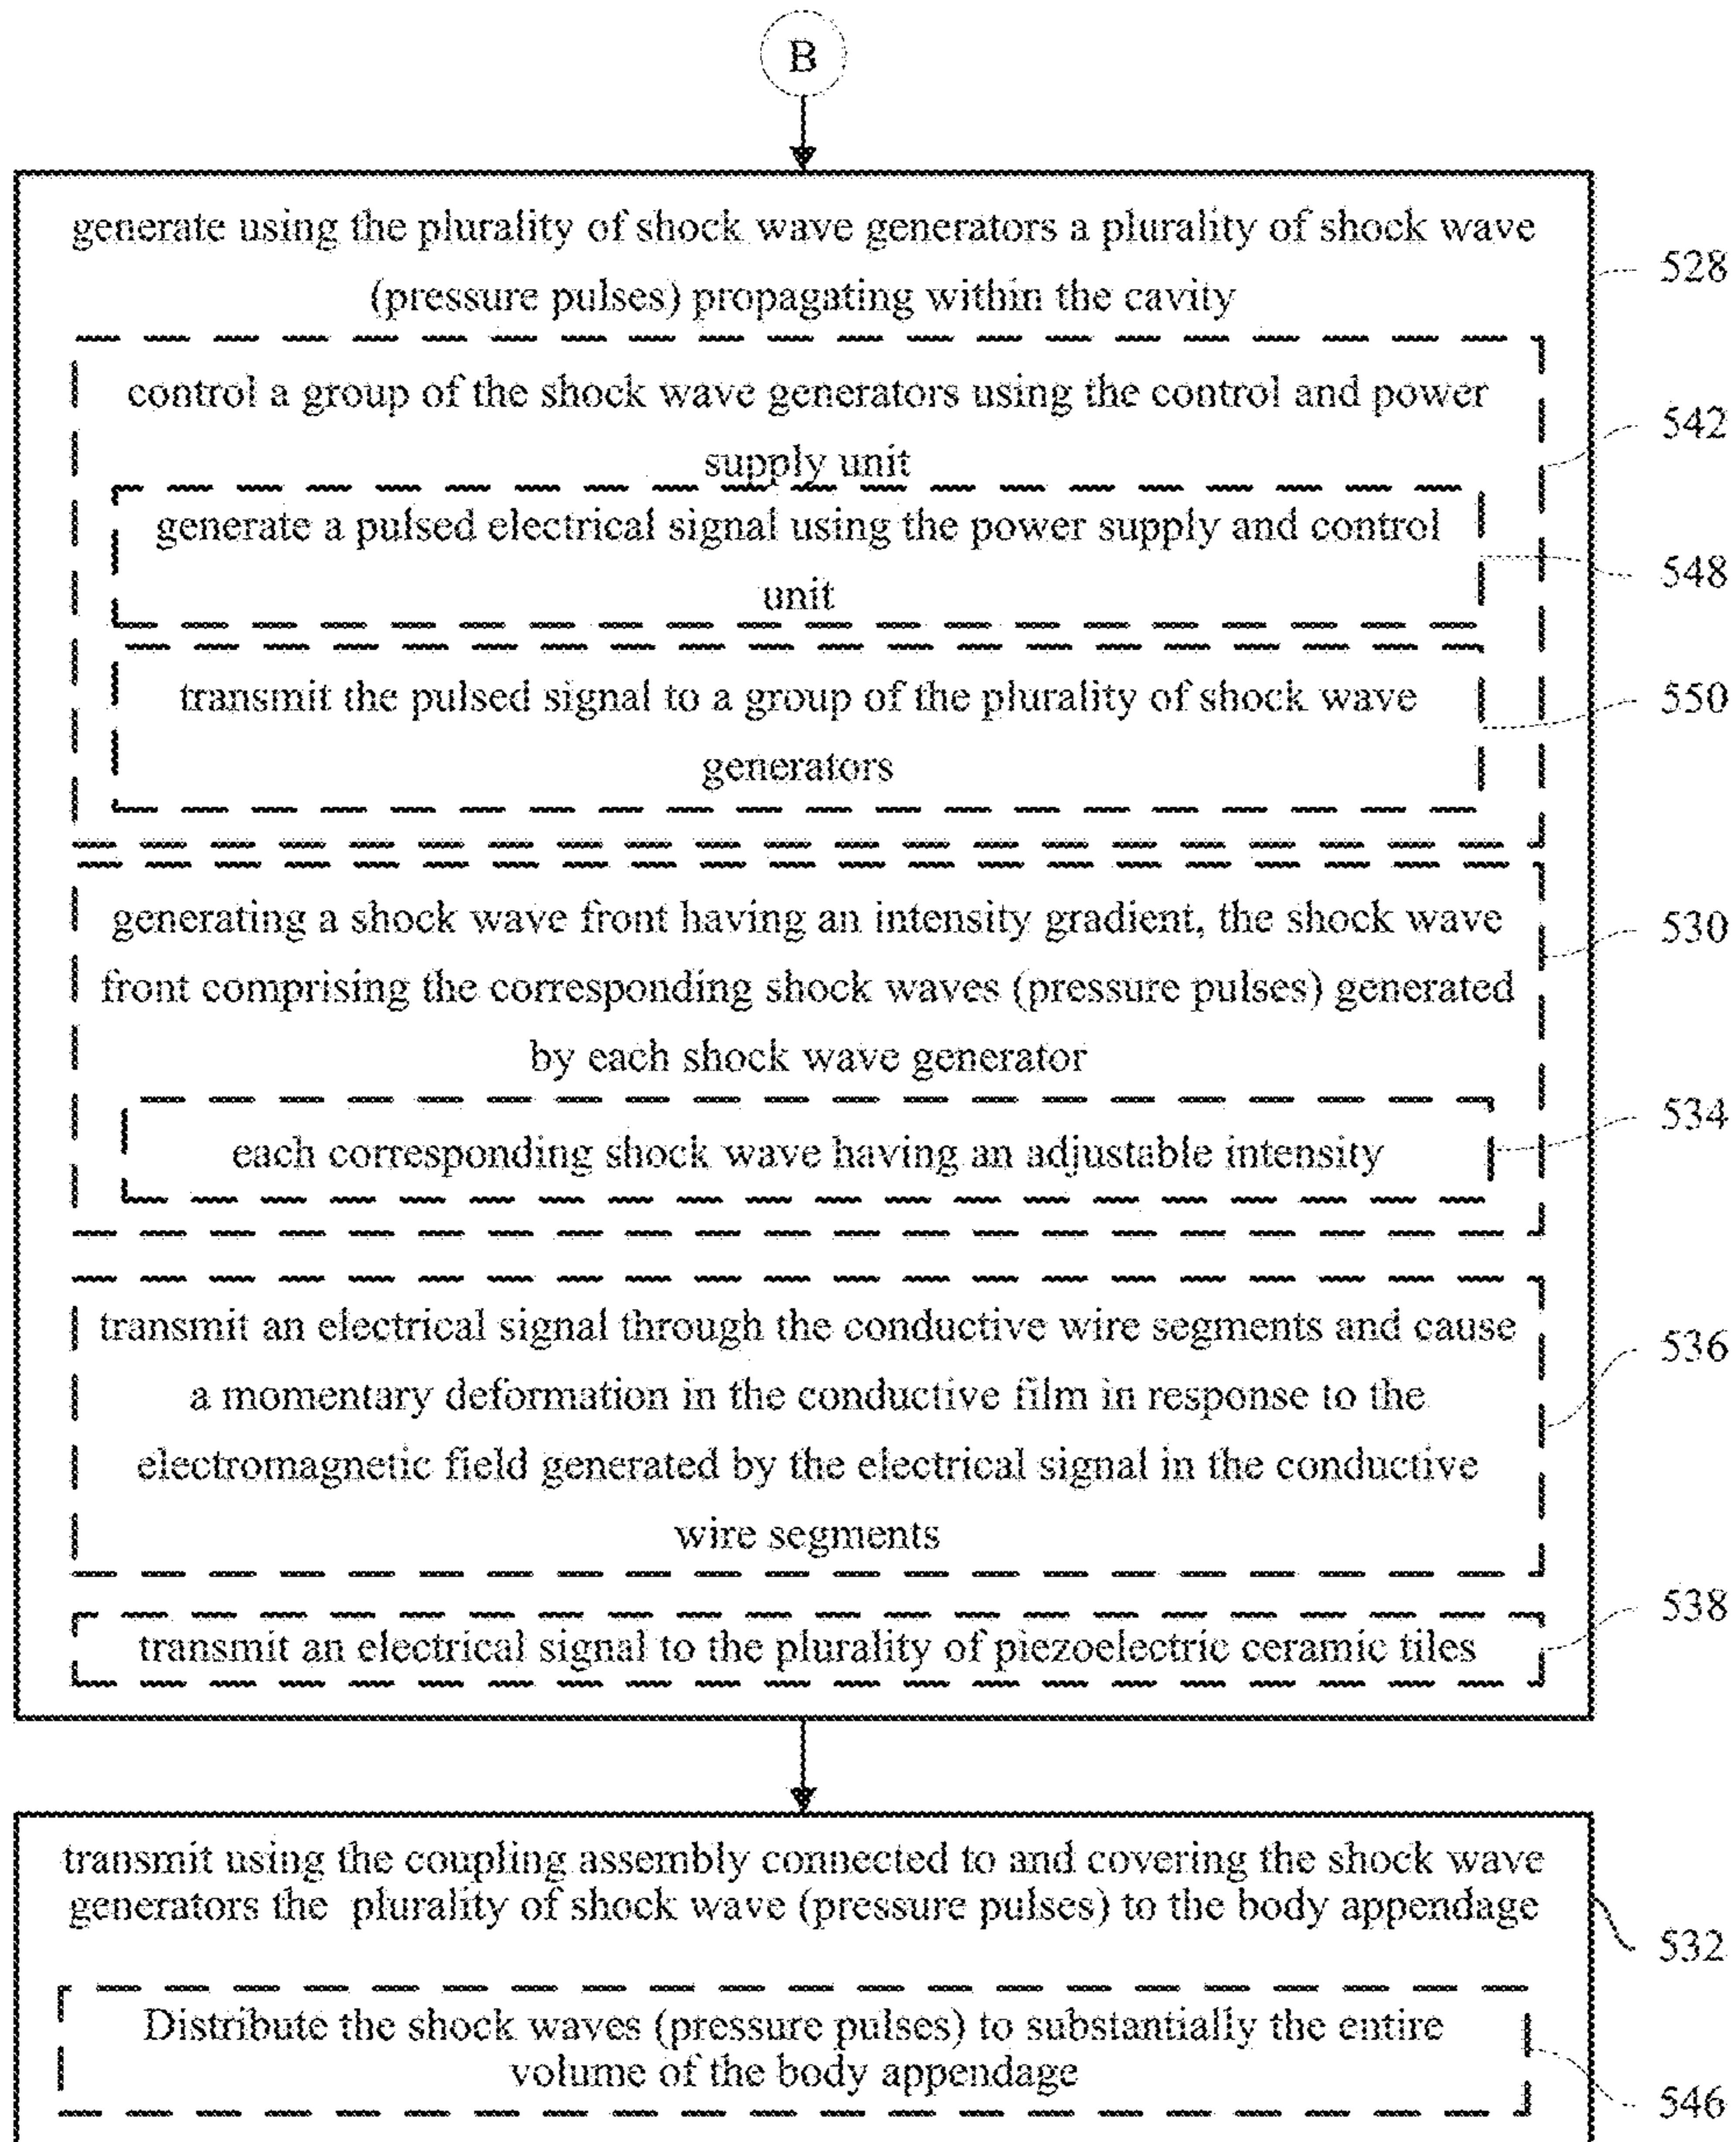 B
generate using the plurality of shock wave generators a plurality of shock wave
(pressure pulses) propagating within the cavity
528
control a group of the shock wave generators using the control and power
supply unit
542
generate a pulsed electrical signal using the power supply and control
unit
548
transmit the pulsed signal to a group of the plurality of shock wave
generators
550
generating a shock wave front having an intensity gradient, the shock wave
front comprising the corresponding shock waves (pressure pulses) generated
by each shock wave generator
530
each corresponding shock wave having an adjustable intensity
534
transmit an electrical signal through the conductive wire segments and cause
a momentary deformation in the conductive film in response to the
electromagnetic field generated by the electrical signal in the conductive
wire segments
536
transmit an electrical signal to the plurality of piezoelectric ceramic tiles
538
transmit using the coupling assembly connected to and covering the shock wave
generators the plurality of shock wave (pressure pulses) to the body appendage
532
Distribute the shock waves (pressure pulses) to substantially the entire
volume of the body appendage
546